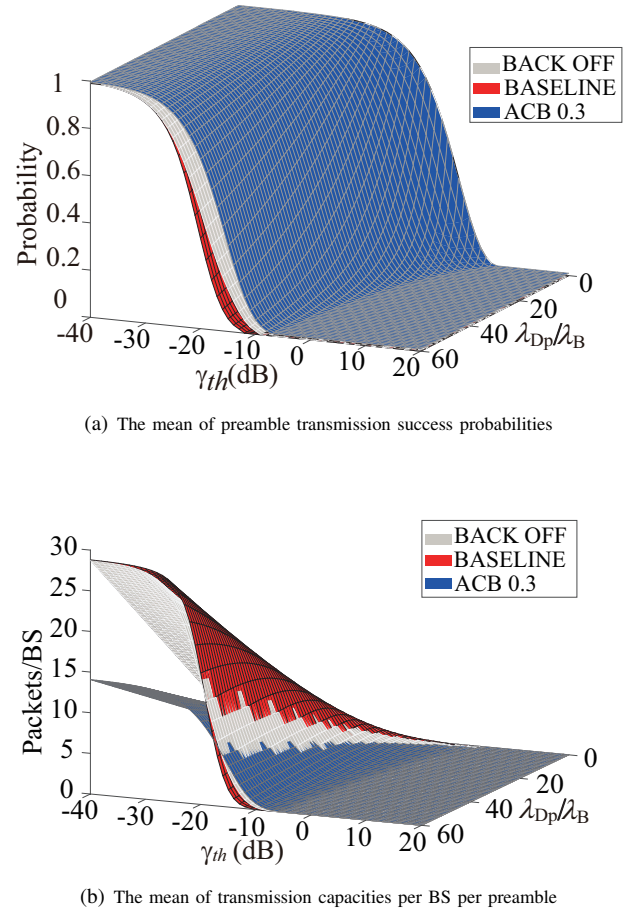 BACK OFF
BASELINE
ACB 0.3
Probability
1
0.8
0.6
0.4
0.2
0
-40
-30
-20
-10
0
10
20
γth(dB)
60
40
20
0
λDp/λB
(a) The mean of preamble transmission success probabilities
BACK OFF
BASELINE
ACB 0.3
Packets/BS
30
25
20
15
10
5
0
-40
-30
-20
-10
0
10
20
γth (dB)
60
40
20
0
λDp/λB
(b) The mean of transmission capacities per BS per preamble